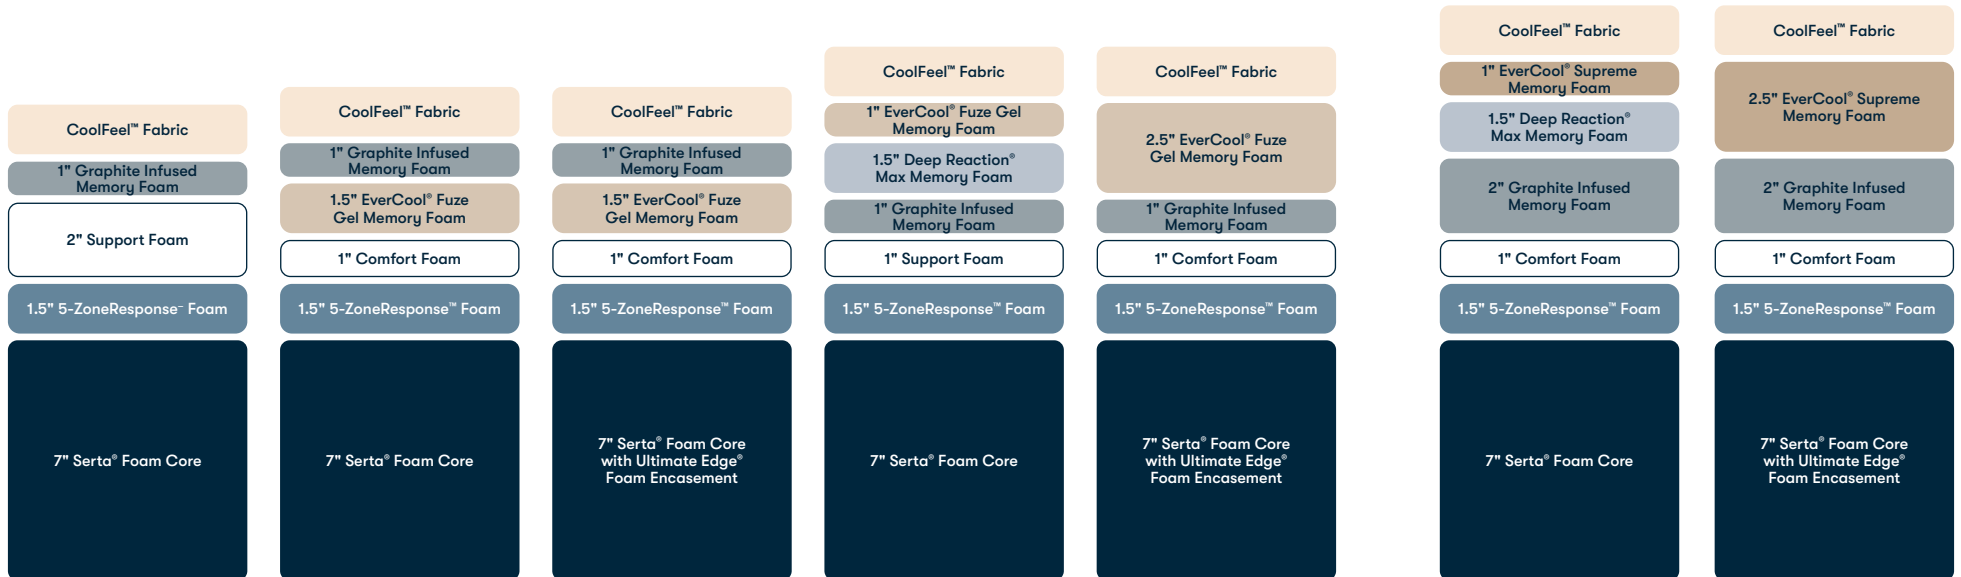 CoolFeel™ Fabric
1" Graphite Infused
Memory Foam
2" Support Foam
1.5" 5-ZoneResponse– Foam
7" Serta® Foam Core
CoolFeel™ Fabric
1" Graphite Infused
Memory Foam
1.5" EverCool® Fuze
Gel Memory Foam
1" Comfort Foam
1.5" 5-ZoneResponse™ Foam
7" Serta® Foam Core
CoolFeel™ Fabric
1" Graphite Infused
Memory Foam
1.5" EverCool® Fuze
Gel Memory Foam
1" Comfort Foam
1.5" 5-ZoneResponse™ Foam
7" Serta® Foam Core
with Ultimate Edge®
Foam Encasement
CoolFeel™ Fabric
1" EverCool® Fuze Gel
Memory Foam
1.5" Deep Reaction®
Max Memory Foam
1" Graphite Infused
Memory Foam
1" Support Foam
1.5" 5-ZoneResponse™ Foam
7" Serta® Foam Core
CoolFeel™ Fabric
2.5" EverCool® Fuze
Gel Memory Foam
1" Graphite Infused
Memory Foam
1" Comfort Foam
1.5" 5-ZoneResponse™ Foam
7" Serta® Foam Core
with Ultimate Edge®
Foam Encasement
CoolFeel™ Fabric
1" EverCool® Supreme
Memory Foam
1.5" Deep Reaction®
Max Memory Foam
2" Graphite Infused
Memory Foam
1" Comfort Foam
1.5" 5-ZoneResponse™ Foam
7" Serta® Foam Core
CoolFeel™ Fabric
2.5" EverCool® Supreme
Memory Foam
2" Graphite Infused
Memory Foam
1" Comfort Foam
1.5" 5-ZoneResponse™ Foam
7" Serta® Foam Core
with Ultimate Edge®
Foam Encasement